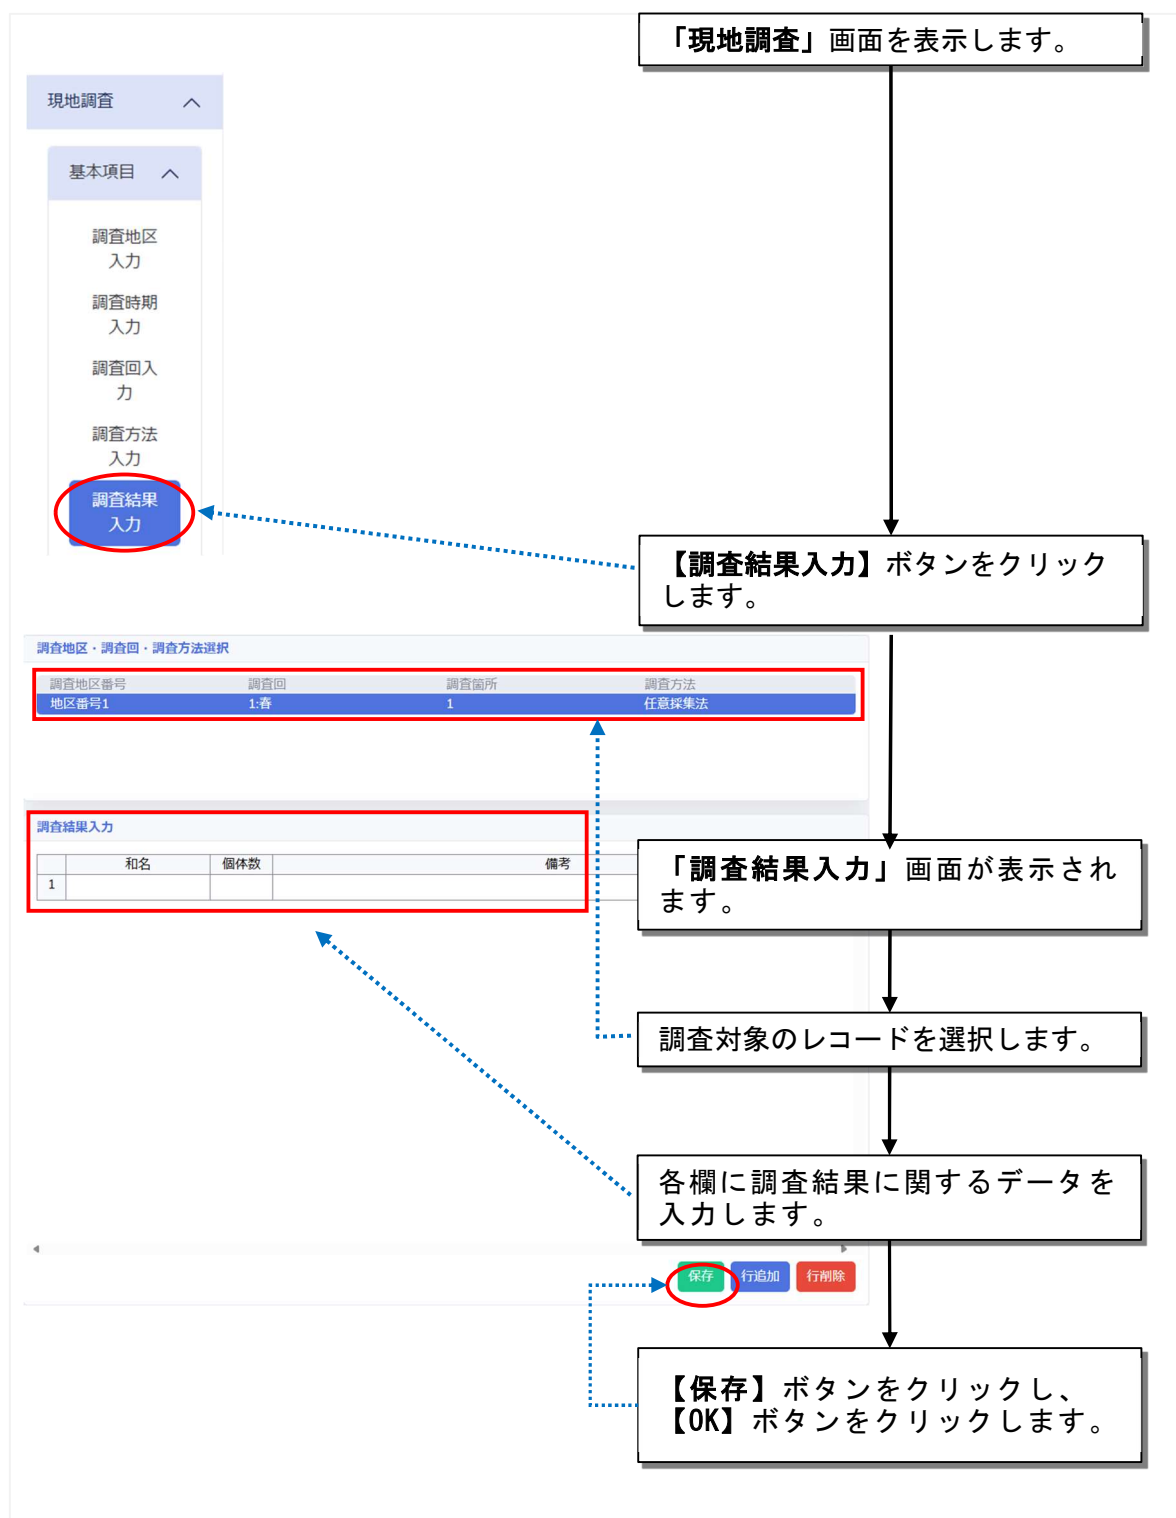 「現地調査」画面を表示します。
現地調査
基本項目
調査地区
入力
調査時期
入力
調査回入
力
調査方法
入力
調査結果
入力
【調査結果入力】ボタンをクリック
します。
調査地区・調査回・調査方法選択
調査地区番号 調査回 調査箇所 調査方法
地区番号1 1:春 1 任意採集法
調査結果入力
和名 個体数 備考
1
「調査結果入力」画面が表示され
ます。
調査対象のレコードを選択します。
各欄に調査結果に関するデータを
入力します。
保存 行追加 行削除
【保存】ボタンをクリックし、
【OK】ボタンをクリックします。